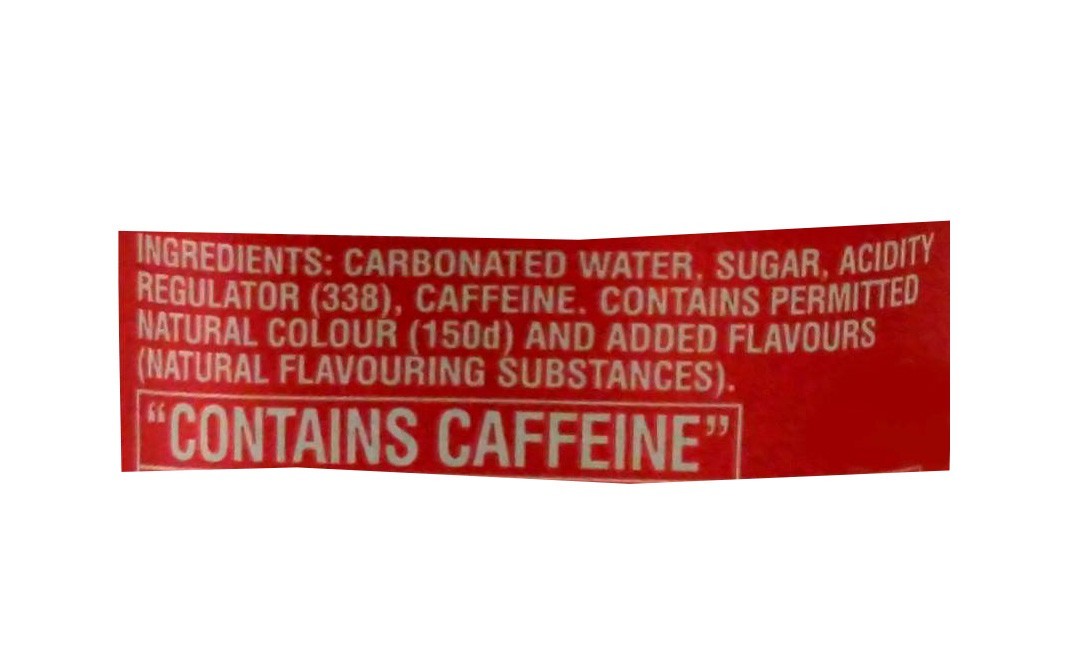 INGREDIENTS: CARBONATED WATER, SUGAR, ACIDITY
REGULATOR (338), CAFFEINE. CONTAINS PERMITTED
NATURAL COLOUR (150d) AND ADDED FLAVOURS
(NATURAL FLAVOURING SUBSTANCES).
“CONTAINS CAFFEINE”